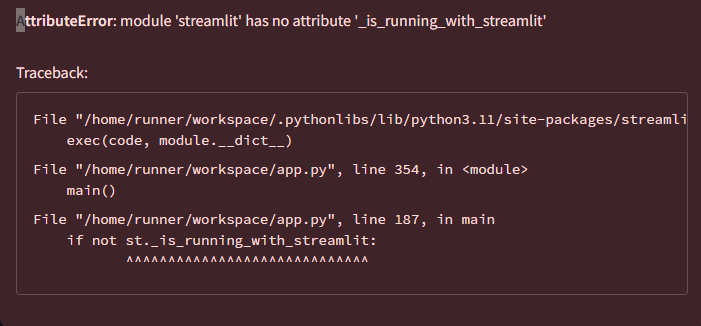 AttributeError: module 'streamlit' has no attribute '_is_running_with_streamlit'
Traceback:
File "/home/runner/workspace/.pythonlibs/lib/python3.11/site-packages/streamli
    exec(code, module.__dict__)
File "/home/runner/workspace/app.py", line 354, in <module>
    main()
File "/home/runner/workspace/app.py", line 187, in main
    if not st._is_running_with_streamlit:
           ^^^^^^^^^^^^^^^^^^^^^^^^^^^^^